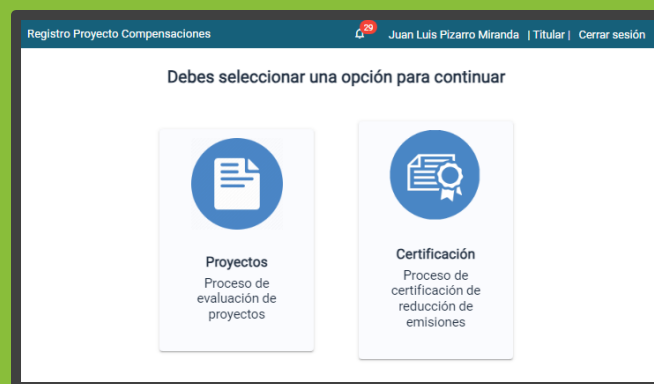 Registro Proyecto Compensaciones 29 Juan Luis Pizarro Miranda | Titular | Cerrar sesión
Debes seleccionar una opción para continuar
Proyectos
Proceso de
evaluación de
proyectos
Certificación
Proceso de
certificación de
reducción de
emisiones